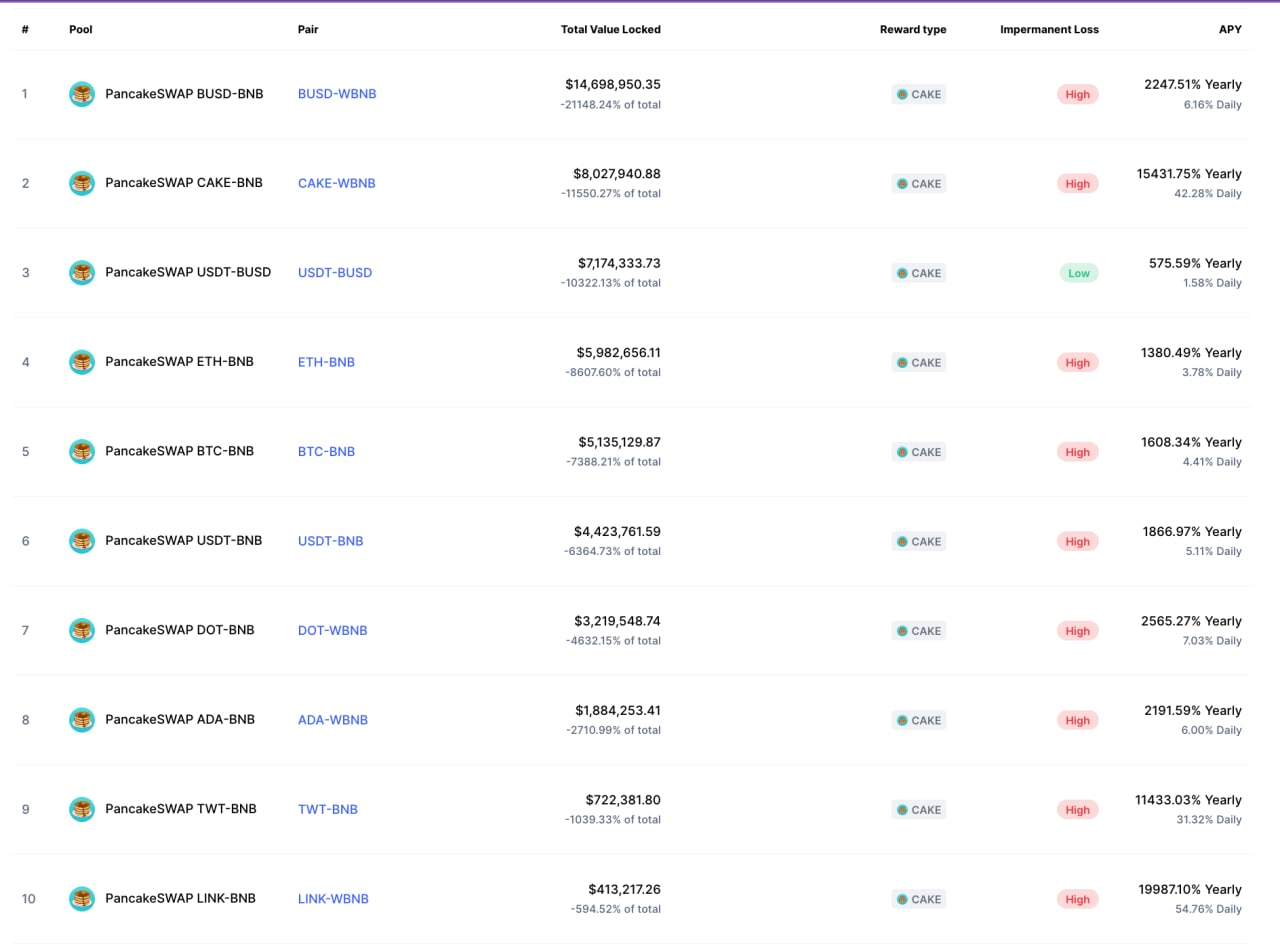 # Pool Pair Total Value Locked Reward type Impermanent Loss APY
1 PancakeSWAP BUSD-BNB BUSD-WBNB $14,698,950.35 CAKE High 2247.51% Yearly
-21148.24% of total 6.16% Daily
2 PancakeSWAP CAKE-BNB CAKE-WBNB $8,027,940.88 CAKE High 15431.75% Yearly
-11550.27% of total 42.28% Daily
3 PancakeSWAP USDT-BUSD USDT-BUSD $7,174,333.73 CAKE Low 575.59% Yearly
-10322.13% of total 1.58% Daily
4 PancakeSWAP ETH-BNB ETH-BNB $5,982,656.11 CAKE High 1380.49% Yearly
-8607.60% of total 3.78% Daily
5 PancakeSWAP BTC-BNB BTC-BNB $5,135,129.87 CAKE High 1608.34% Yearly
-7388.21% of total 4.41% Daily
6 PancakeSWAP USDT-BNB USDT-BNB $4,423,761.59 CAKE High 1866.97% Yearly
-6364.73% of total 5.11% Daily
7 PancakeSWAP DOT-BNB DOT-WBNB $3,219,548.74 CAKE High 2565.27% Yearly
-4632.15% of total 7.03% Daily
8 PancakeSWAP ADA-BNB ADA-WBNB $1,884,253.41 CAKE High 2191.59% Yearly
-2710.99% of total 6.00% Daily
9 PancakeSWAP TWT-BNB TWT-BNB $722,381.80 CAKE High 11433.03% Yearly
-1039.33% of total 31.32% Daily
10 PancakeSWAP LINK-BNB LINK-WBNB $413,217.26 CAKE High 19987.10% Yearly
-594.52% of total 54.76% Daily